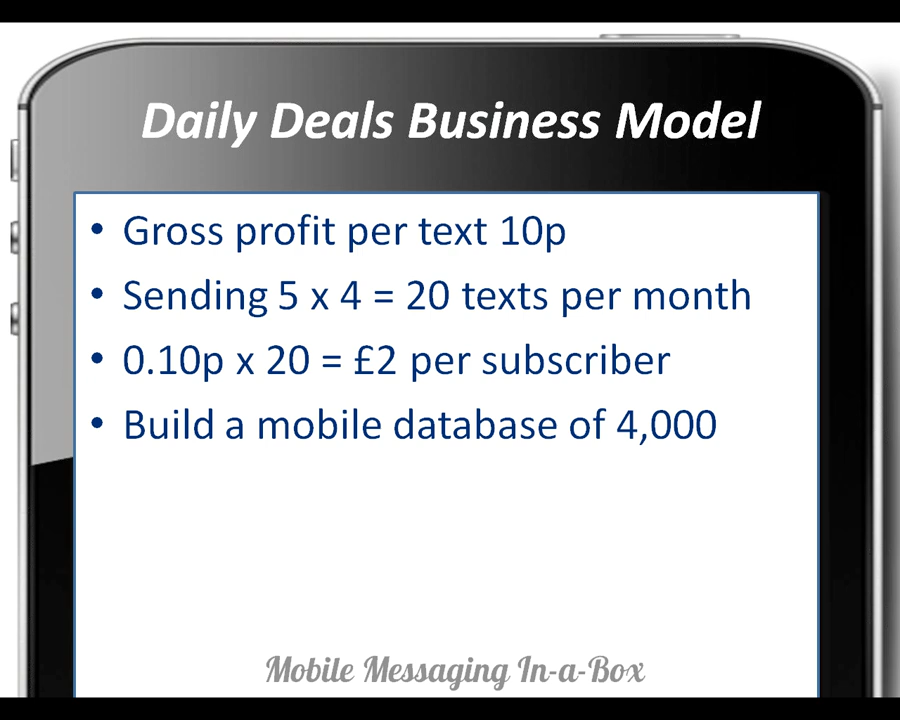 Daily Deals Business Model
• Gross profit per text 10p
• Sending 5 x 4 = 20 texts per month
• 0.10p x 20 = £2 per subscriber
• Build a mobile database of 4,000
Mobile Messaging In-a-Box